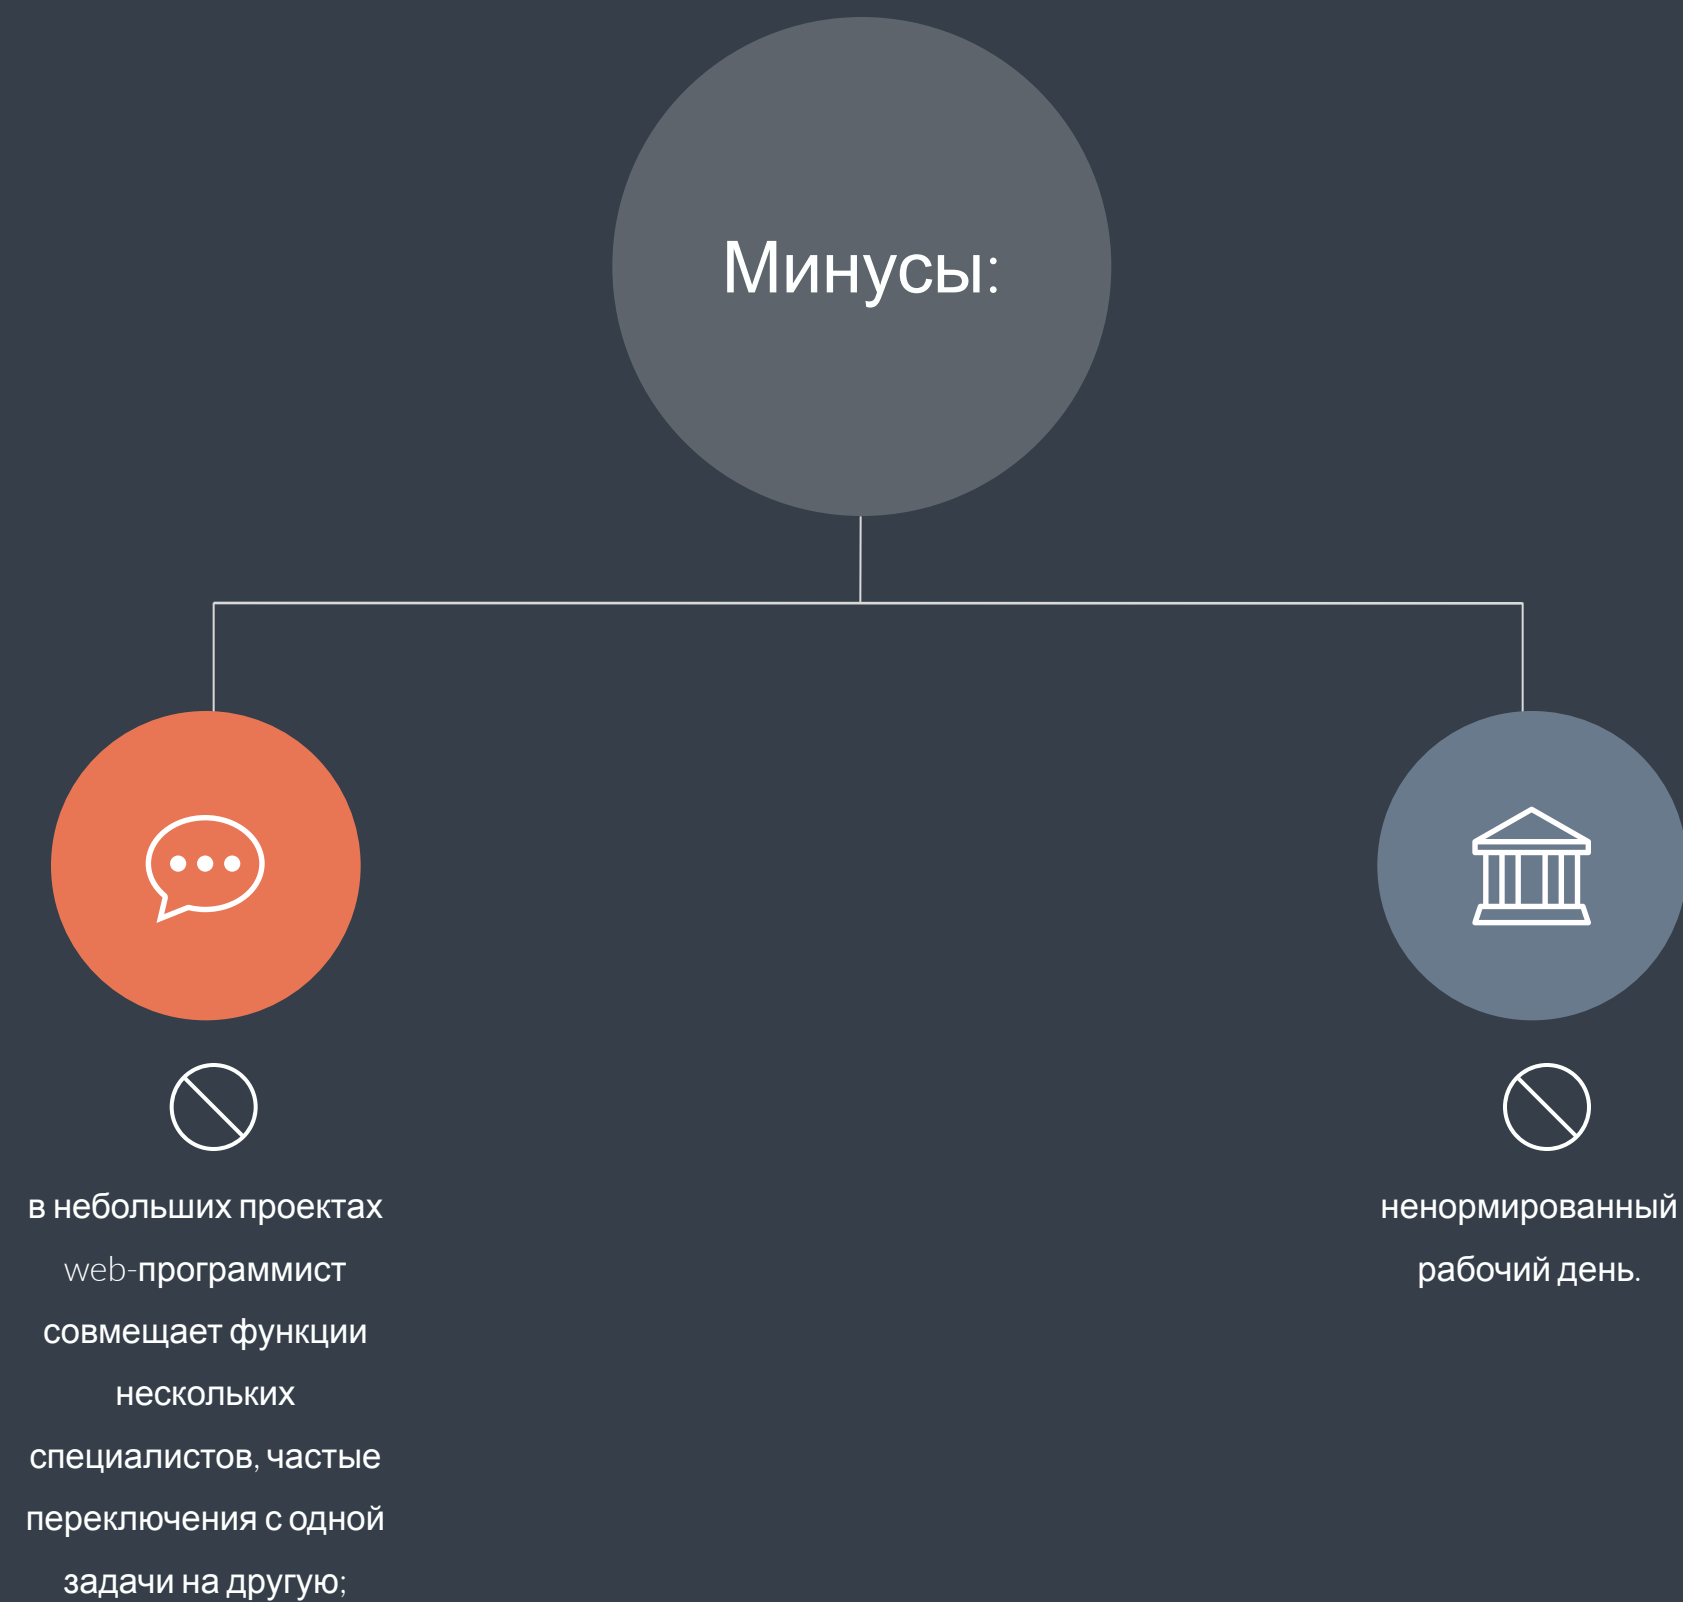 Минусы:
в небольших проектах
web-программист
совмещает функции
нескольких
специалистов, частые
переключения с одной
задачи на другую;
ненормированный
рабочий день.